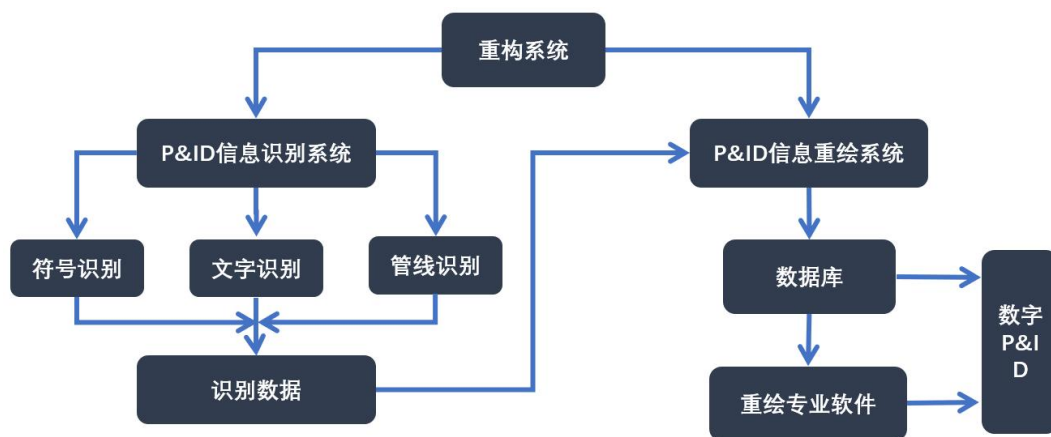 重构系统
P&ID信息识别系统
P&ID信息重绘系统
符号识别
文字识别
管线识别
数据库
数字
P&I
D
识别数据
重绘专业软件